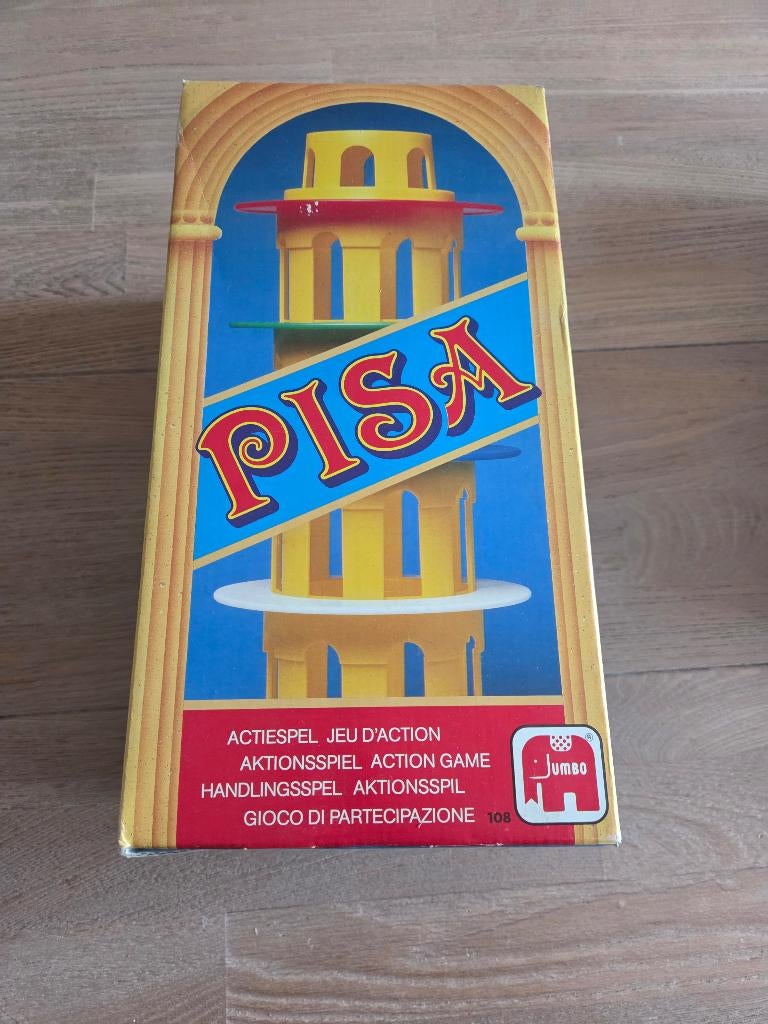 PISA
ACTIESPEL JEU D'ACTION
AKTIONSSPIEL ACTION GAME
HANDLINGSSPEL AKTIONSSPIL
GIOCO DI PARTECIPAZIONE 108
JUMBO ®